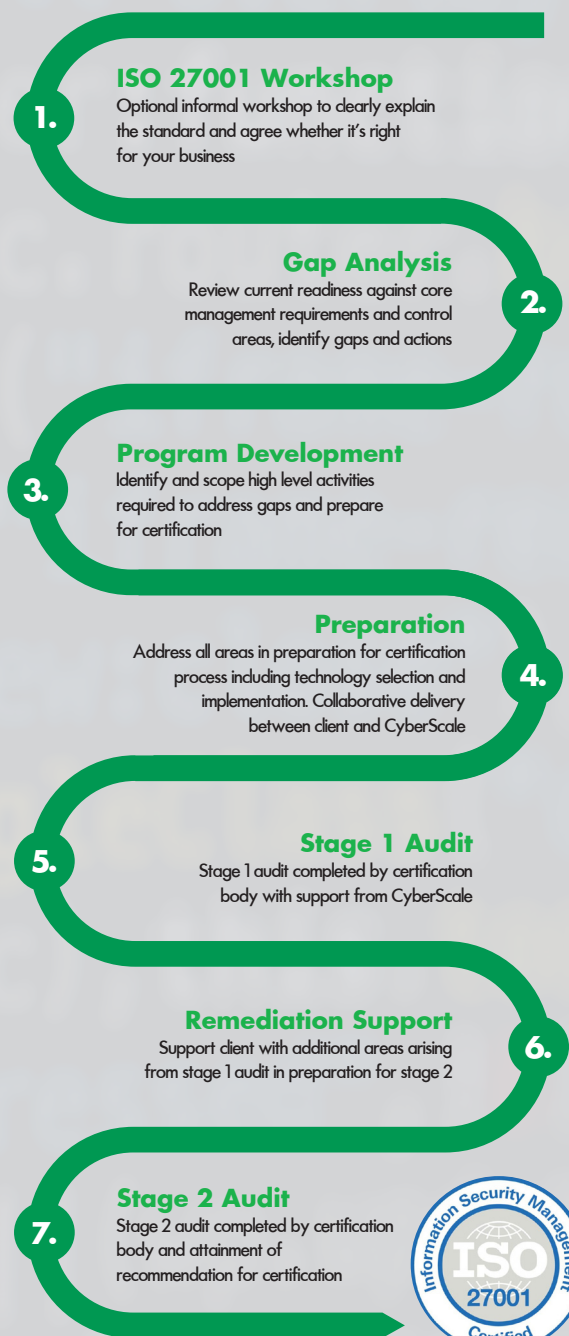 1.
ISO 27001 Workshop
Optional informal workshop to clearly explain
the standard and agree whether it's right
for your business
Gap Analysis
Review current readiness against core
management requirements and control
areas, identify gaps and actions
2.
Program Development
Identify and scope high level activities
required to address gaps and prepare
for certification
3.
Preparation
Address all areas in preparation for certification
process including technology selection and
implementation. Collaborative delivery
between client and CyberScale
4.
Stage 1 Audit
Stage 1 audit completed by certification
body with support from CyberScale
5.
Remediation Support
Support client with additional areas arising
from stage 1 audit in preparation for stage 2
6.
Stage 2 Audit
Stage 2 audit completed by certification
body and attainment of
recommendation for certification
7.
Information Security Management
ISO
27001
Certified